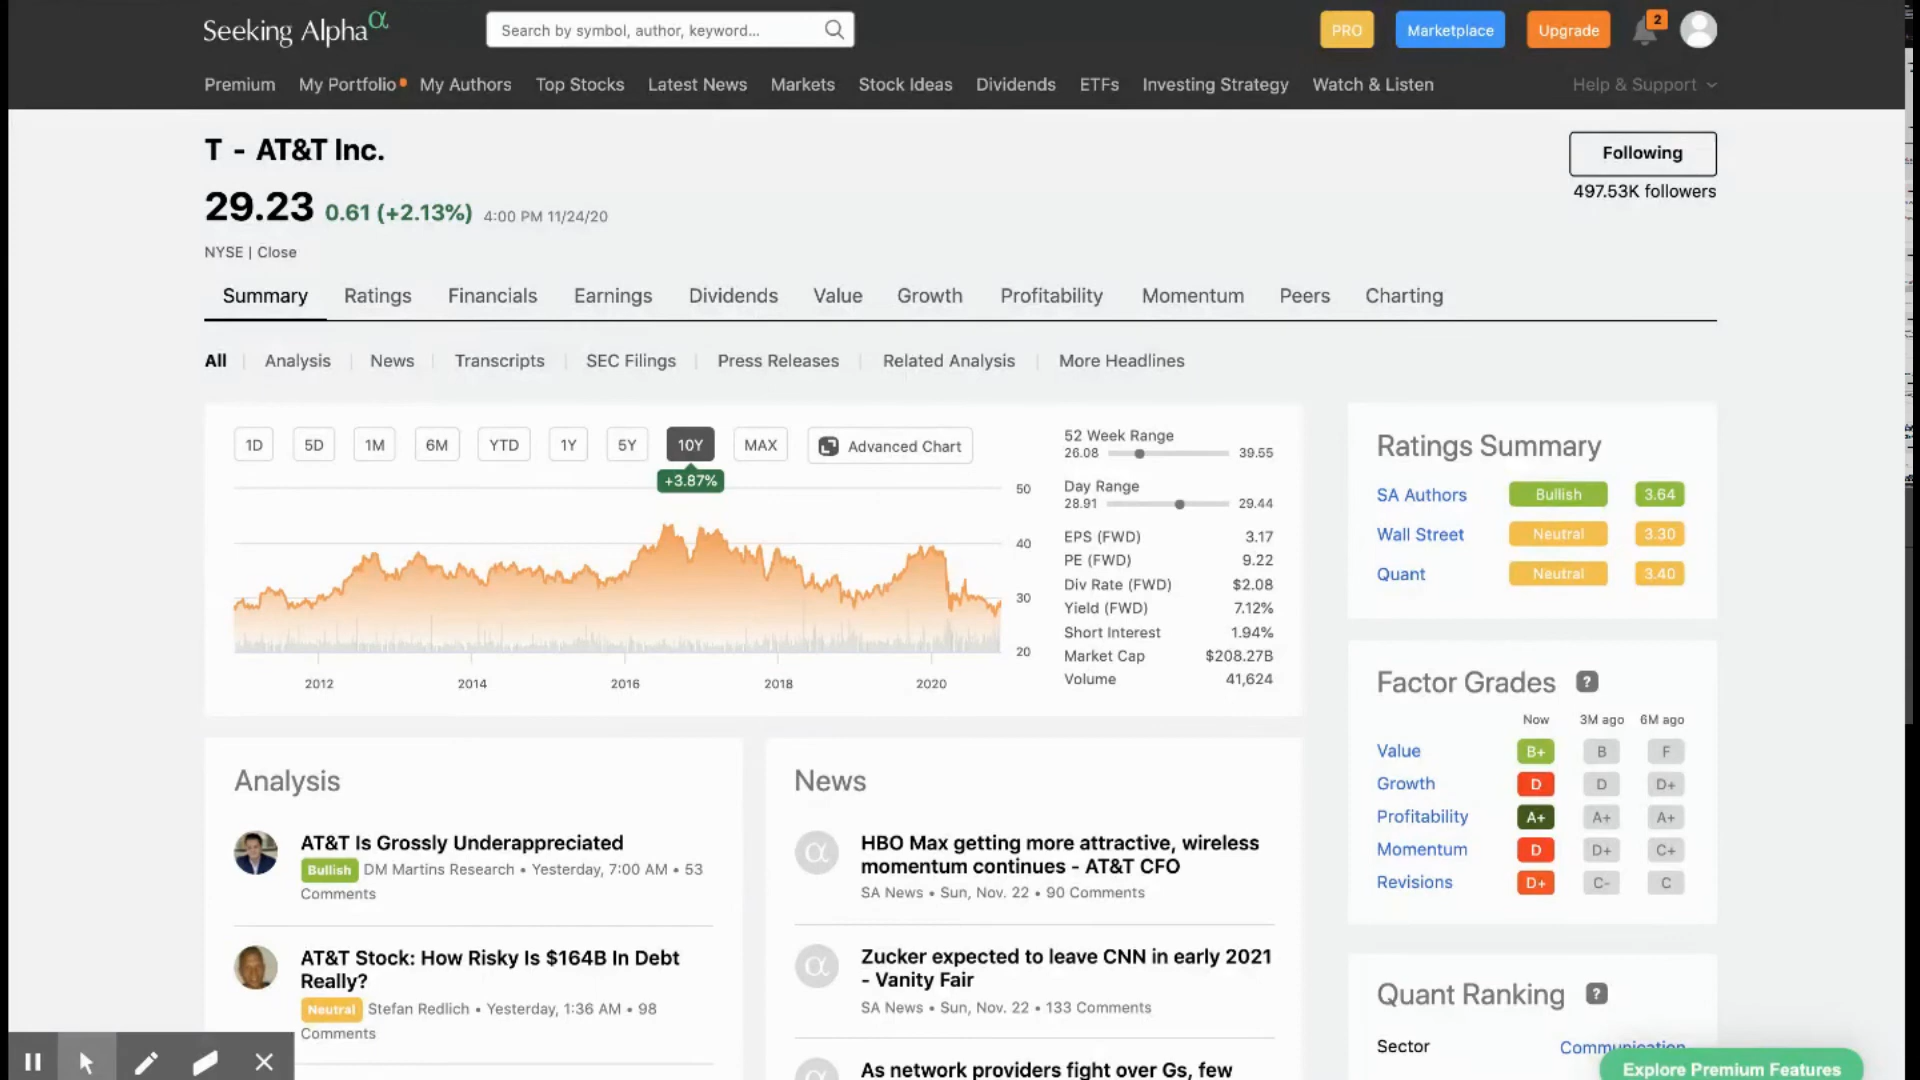 Seeking Alpha α
Search by symbol, author, keyword...
PRO
Marketplace
Upgrade
2
Premium My Portfolio My Authors Top Stocks Latest News Markets Stock Ideas Dividends ETFs Investing Strategy Watch & Listen Help & Support
T - AT&T Inc.
Following
497.53K followers
29.23 0.61 (+2.13%) 4:00 PM 11/24/20
NYSE | Close
Summary Ratings Financials Earnings Dividends Value Growth Profitability Momentum Peers Charting
All | Analysis | News | Transcripts | SEC Filings | Press Releases | Related Analysis | More Headlines
1D 5D 1M 6M YTD 1Y 5Y 10Y MAX Advanced Chart
+3.87%
50
40
30
20
2012 2014 2016 2018 2020
52 Week Range
26.08 39.55
Day Range
28.91 29.44
EPS (FWD) 3.17
PE (FWD) 9.22
Div Rate (FWD) $2.08
Yield (FWD) 7.12%
Short Interest 1.94%
Market Cap $208.27B
Volume 41,624
Ratings Summary
SA Authors Bullish 3.64
Wall Street Neutral 3.30
Quant Neutral 3.40
Factor Grades ?
Now 3M ago 6M ago
Value B+ B F
Growth D D D+
Profitability A+ A+ A+
Momentum D D+ C+
Revisions D+ C- C
Quant Ranking ?
Sector Communication
Explore Premium Features
Analysis
AT&T Is Grossly Underappreciated
Bullish DM Martins Research • Yesterday, 7:00 AM • 53
Comments
AT&T Stock: How Risky Is $164B In Debt
Really?
Neutral Stefan Redlich • Yesterday, 1:36 AM • 98
Comments
News
α
HBO Max getting more attractive, wireless
momentum continues - AT&T CFO
SA News • Sun, Nov. 22 • 90 Comments
α
Zucker expected to leave CNN in early 2021
- Vanity Fair
SA News • Sun, Nov. 22 • 133 Comments
α
As network providers fight over Gs, few